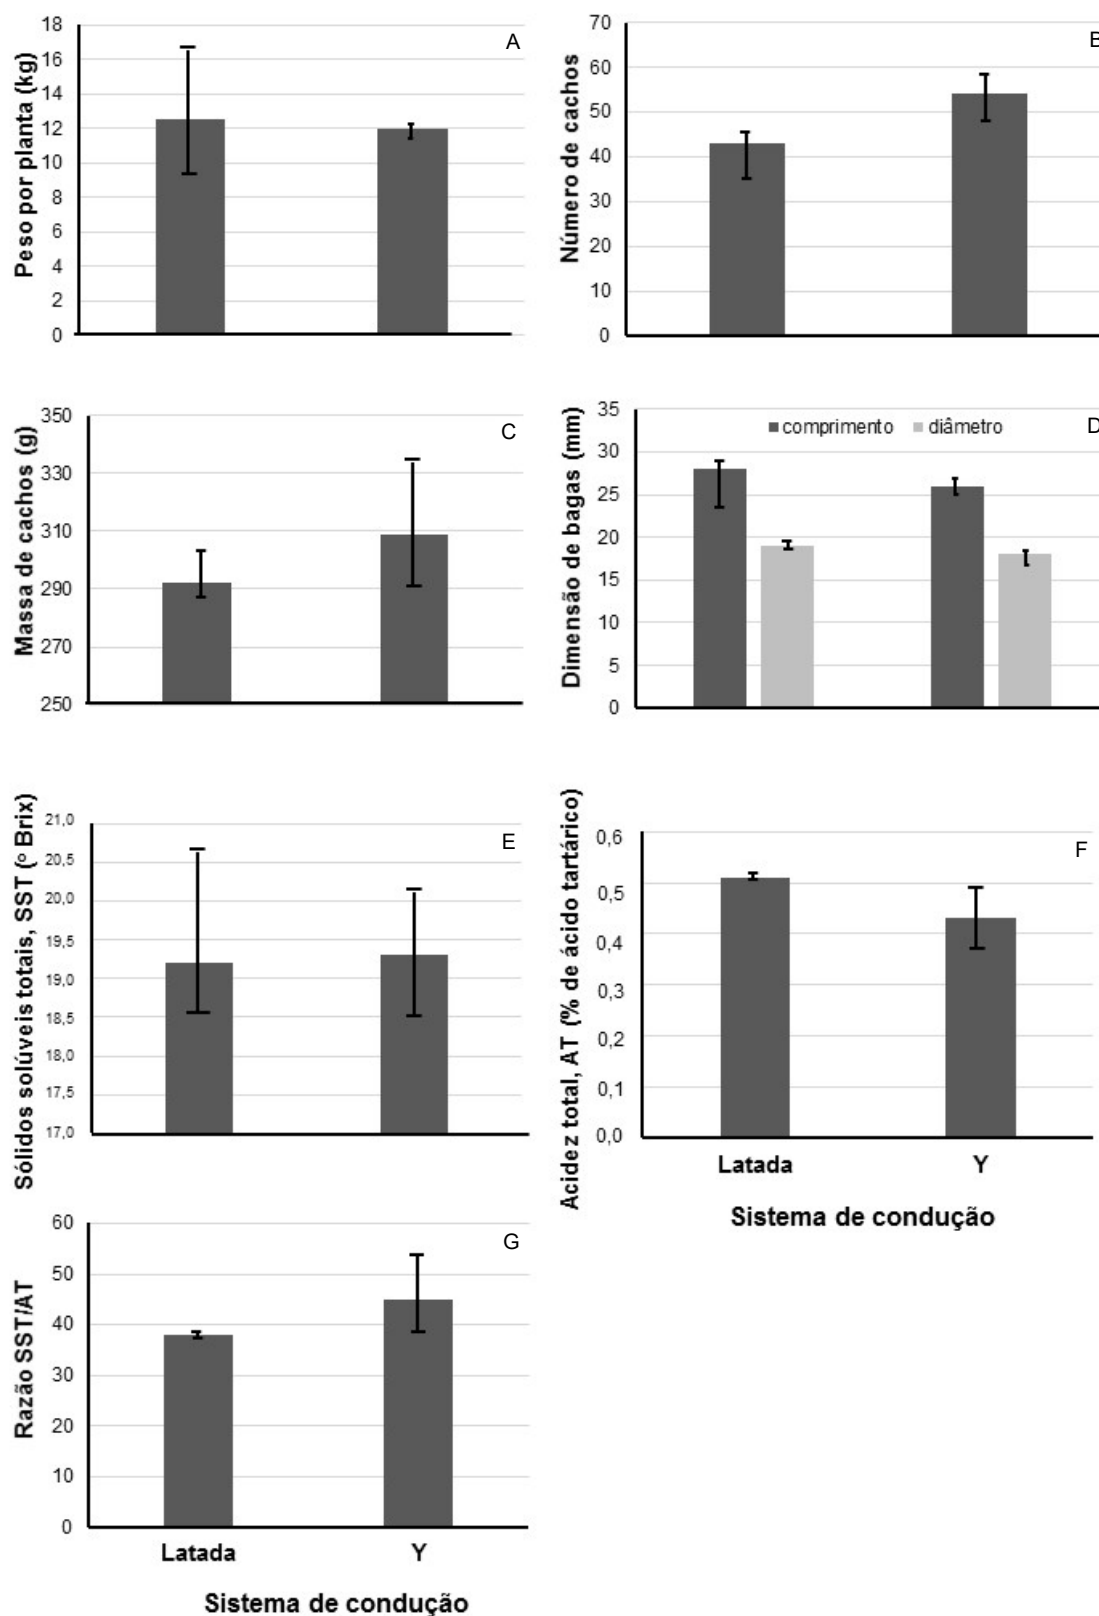 Peso por planta (kg)
18
16
14
12
10
8
6
4
2
0
A
Número de cachos
70
60
50
40
30
20
10
0
B
Massa de cachos (g)
350
330
310
290
270
250
C
Dimensão de bagas (mm)
35
30
25
20
15
10
5
0
comprimento diâmetro
D
Sólidos solúveis totais, SST (º Brix)
21,0
20,5
20,0
19,5
19,0
18,5
18,0
17,5
17,0
E
Acidez total, AT (% de ácido tartárico)
0,6
0,5
0,4
0,3
0,2
0,1
0,0
F
Latada Y
Sistema de condução
Razão SST/AT
60
50
40
30
20
10
0
G
Latada Y
Sistema de condução